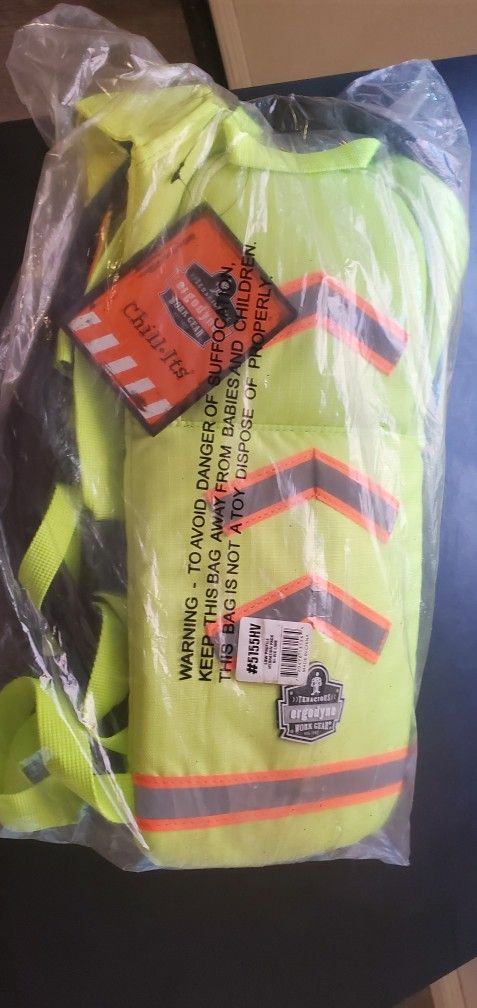 ergodyne
WORK GEAR
Chill-Its
WARNING - TO AVOID DANGER OF SUFFOCATION,
KEEP THIS BAG AWAY FROM BABIES AND CHILDREN.
THIS BAG IS NOT A TOY DISPOSE OF PROPERLY.
#5155HV
TENACIOUS
ergodyne
WORK GEAR